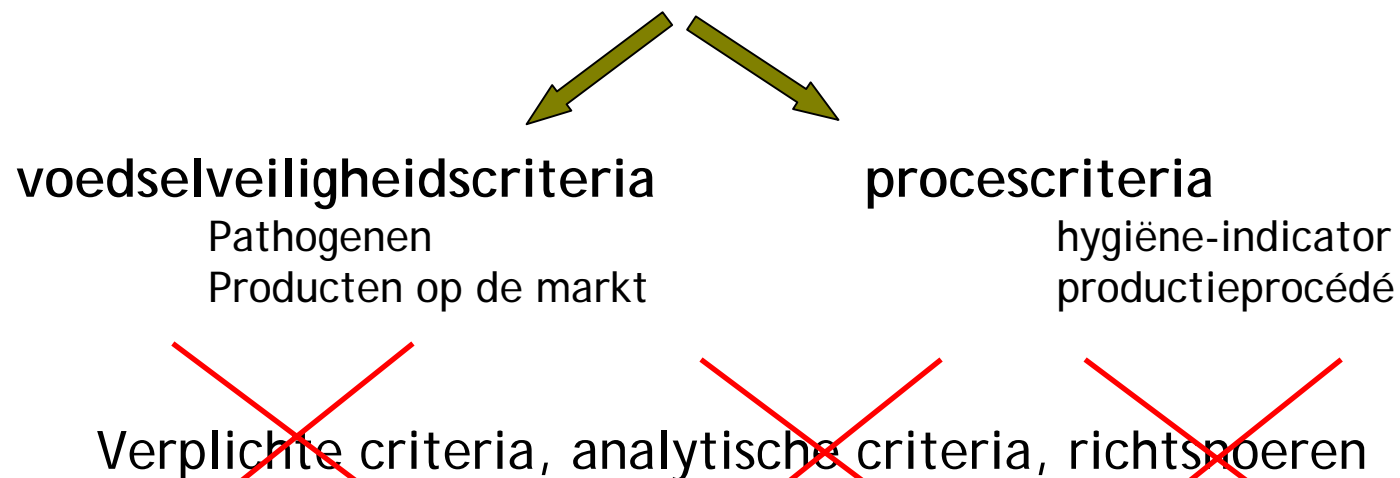 voedselveiligheidscriteria procescriteria
Pathogenen hygiëne-indicator
Producten op de markt productieprocédé
Verplichte criteria, analytische criteria, richtsnoeren